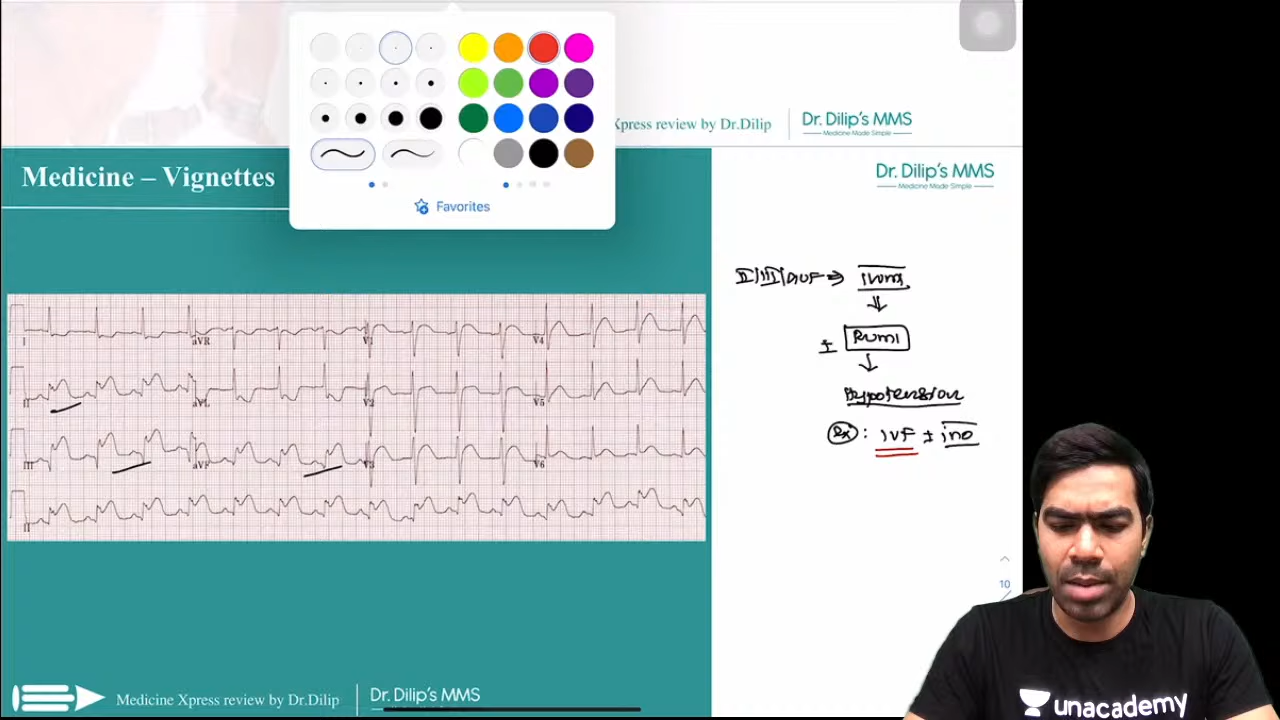 Favorites
Xpress review by Dr.Dilip
Dr. Dilip's MMS
Medicine Made Simple
Medicine – Vignettes
Dr. Dilip's MMS
Medicine Made Simple
II III aVF ⇒ IWMI
⇓
± RVMI
↓
Hypotension
Rx : IVF ± ino
I aVR V1 V4
II aVL V2 V5
III aVF V3 V6
II
10
Medicine Xpress review by Dr.Dilip
Dr. Dilip's MMS
unacademy